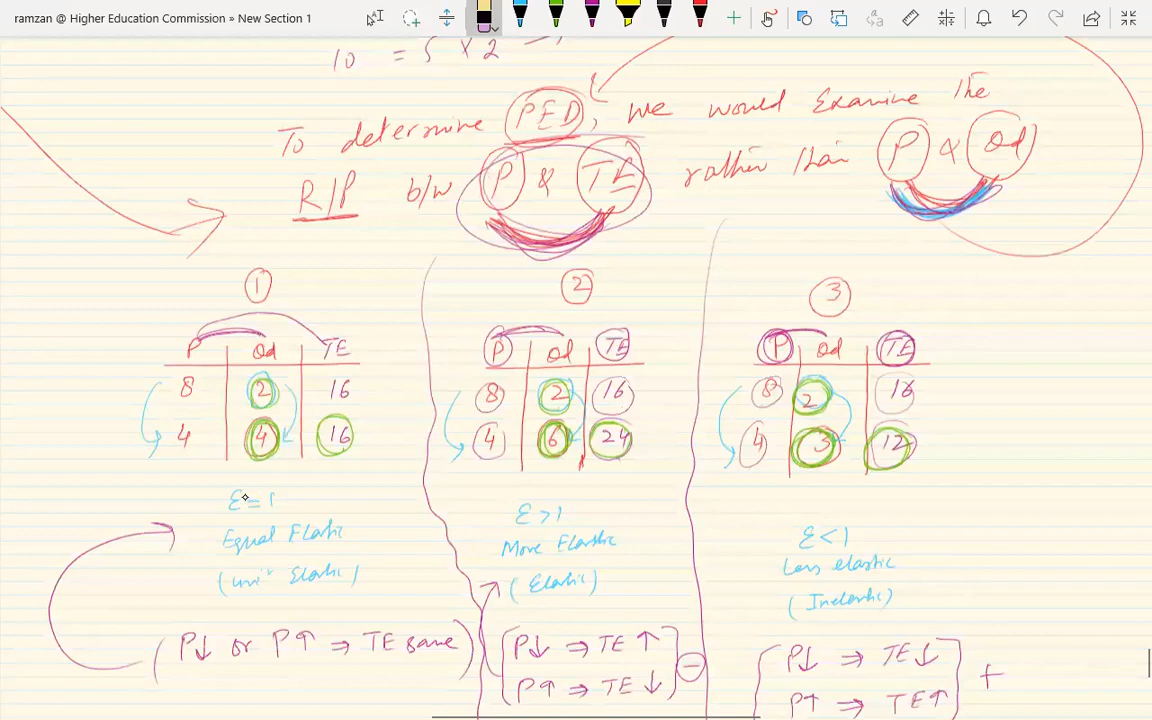 ramzan @ Higher Education Commission » New Section 1
10 = 5 x 2
To determine PED, we would Examine the
R/P b/w P & TE rather than P & Qd
1
P Qd TE
8 2 16
4 4 16
E=1
Equal Elastic
(unit Elastic)
(P↓ or P↑ ⇒ TE same)
2
P Qd TE
8 2 16
4 6 24
E>1
More Elastic
(Elastic)
P↓ ⇒ TE↑
P↑ ⇒ TE↓
−
3
P Qd TE
8 2 16
4 3 12
E<1
Less elastic
(Inelastic)
P↓ ⇒ TE↓
P↑ ⇒ TE↑
+